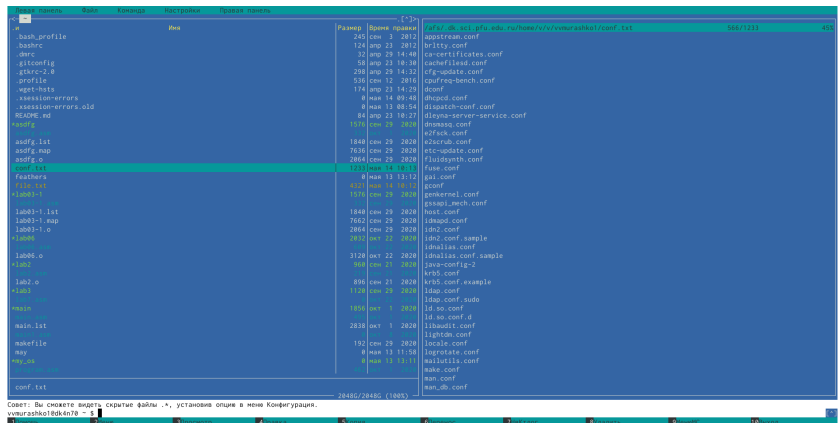 Левая панель Файл Команда Настройки Правая панель
.и Имя Размер Время правки
.bash_profile 245 сен 3 2012
.bashrc 124 апр 23 2012
.dmrc 32 апр 29 14:40
.gitconfig 58 апр 23 10:30
.gtkrc-2.0 298 апр 29 14:32
.profile 536 сен 12 2016
.wget-hsts 174 апр 23 14:29
.xsession-errors 0 мая 14 09:48
.xsession-errors.old 0 мая 13 08:54
README.md 84 апр 23 10:27
*asdfg 1576 сен 29 2020
asdfg.lst 1840 сен 29 2020
asdfg.map 7636 сен 29 2020
asdfg.o 2064 сен 29 2020
conf.txt 1233 мая 14 10:13
feathers 0 мая 13 13:12
file.txt 4321 мая 14 10:12
*lab03-1 1576 сен 29 2020
lab03-1.lst 1840 сен 29 2020
lab03-1.map 7662 сен 29 2020
lab03-1.o 2064 сен 29 2020
*lab06 2032 окт 22 2020
lab06.o 3120 окт 22 2020
*lab2 960 сен 21 2020
lab2.o 896 сен 21 2020
*lab3 1120 сен 29 2020
*main 1856 окт 1 2020
main.lst 2838 окт 1 2020
makefile 192 сен 29 2020
may 0 мая 13 11:58
*my_os 0 мая 13 13:11
conf.txt
2048G/2048G (100%)
/afs/.dk.sci.pfu.edu.ru/home/v/v/vvmurashko1/conf.txt 566/1233 45%
appstream.conf
brltty.conf
ca-certificates.conf
cachefilesd.conf
cfg-update.conf
cpufreq-bench.conf
dconf
dhcpcd.conf
dispatch-conf.conf
dleyna-server-service.conf
dnsmasq.conf
e2fsck.conf
e2scrub.conf
etc-update.conf
fluidsynth.conf
fuse.conf
gai.conf
gconf
genkernel.conf
gssapi_mech.conf
host.conf
idmapd.conf
idn2.conf
idn2.conf.sample
idnalias.conf
idnalias.conf.sample
java-config-2
krb5.conf
krb5.conf.example
ldap.conf
ldap.conf.sudo
ld.so.conf
ld.so.conf.d
libaudit.conf
lightdm.conf
locale.conf
logrotate.conf
mailutils.conf
make.conf
man.conf
man_db.conf
Совет: Вы сможете видеть скрытые файлы .*, установив опцию в меню Конфигурация.
vvmurashko1@dk4n70 ~ $